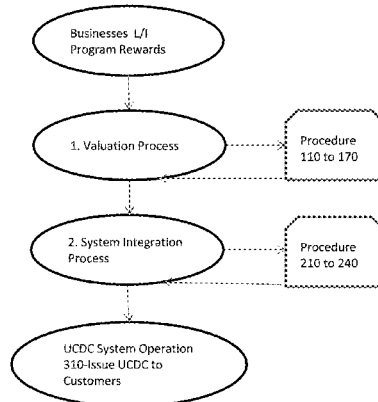 Businesses L/I
Program Rewards
1. Valuation Process
Procedure
110 to 170
2. System Integration
Process
Procedure
210 to 240
UCDC System Operation
310-Issue UCDC to
Customers